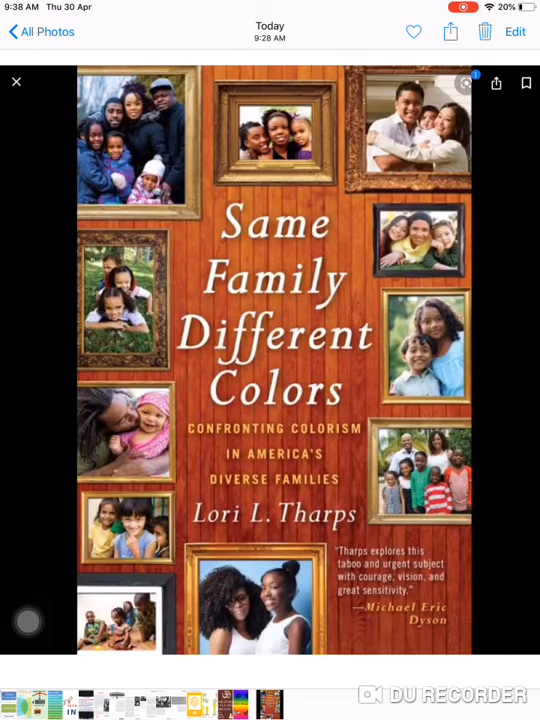 9:38 AM Thu 30 Apr
20%
All Photos
Today
9:28 AM
Edit
1
Same
Family
Different
Colors
CONFRONTING COLORISM
IN AMERICA'S
DIVERSE FAMILIES
Lori L. Tharps
"Tharps explores this
taboo and urgent subject
with courage, vision, and
great sensitivity."
—Michael Eric
Dyson
IN
DU RECORDER